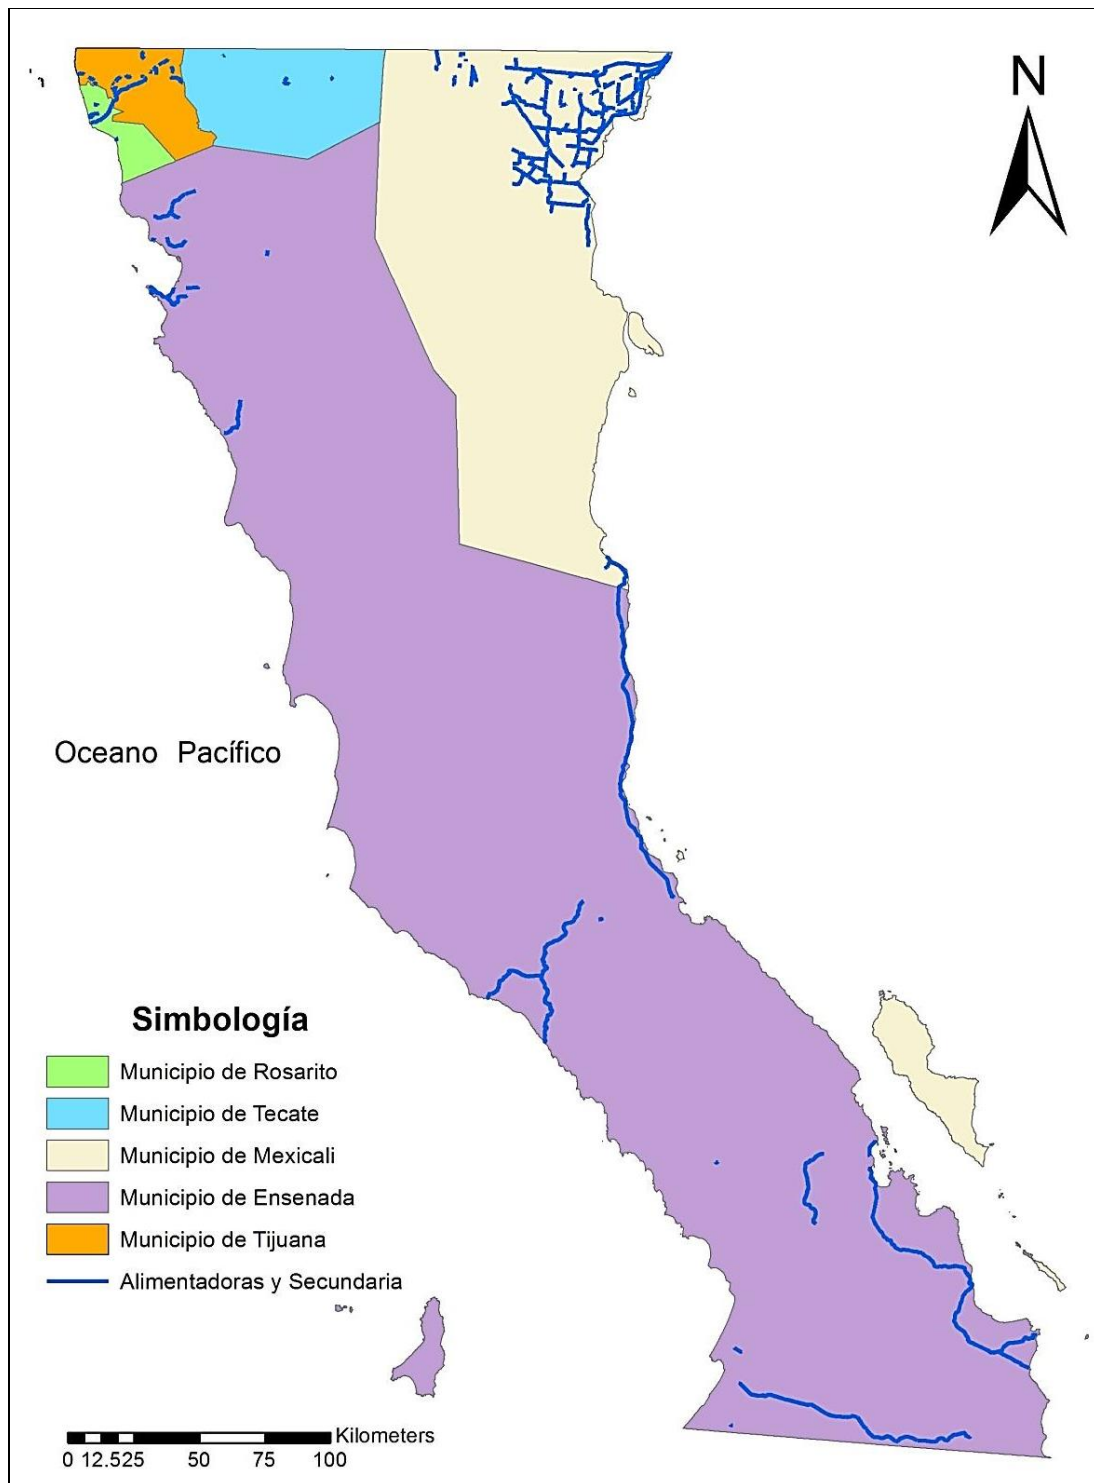 N
Oceano Pacífico
Simbología
Municipio de Rosarito
Municipio de Tecate
Municipio de Mexicali
Municipio de Ensenada
Municipio de Tijuana
Alimentadoras y Secundaria
Kilometers
0 12.525 50 75 100